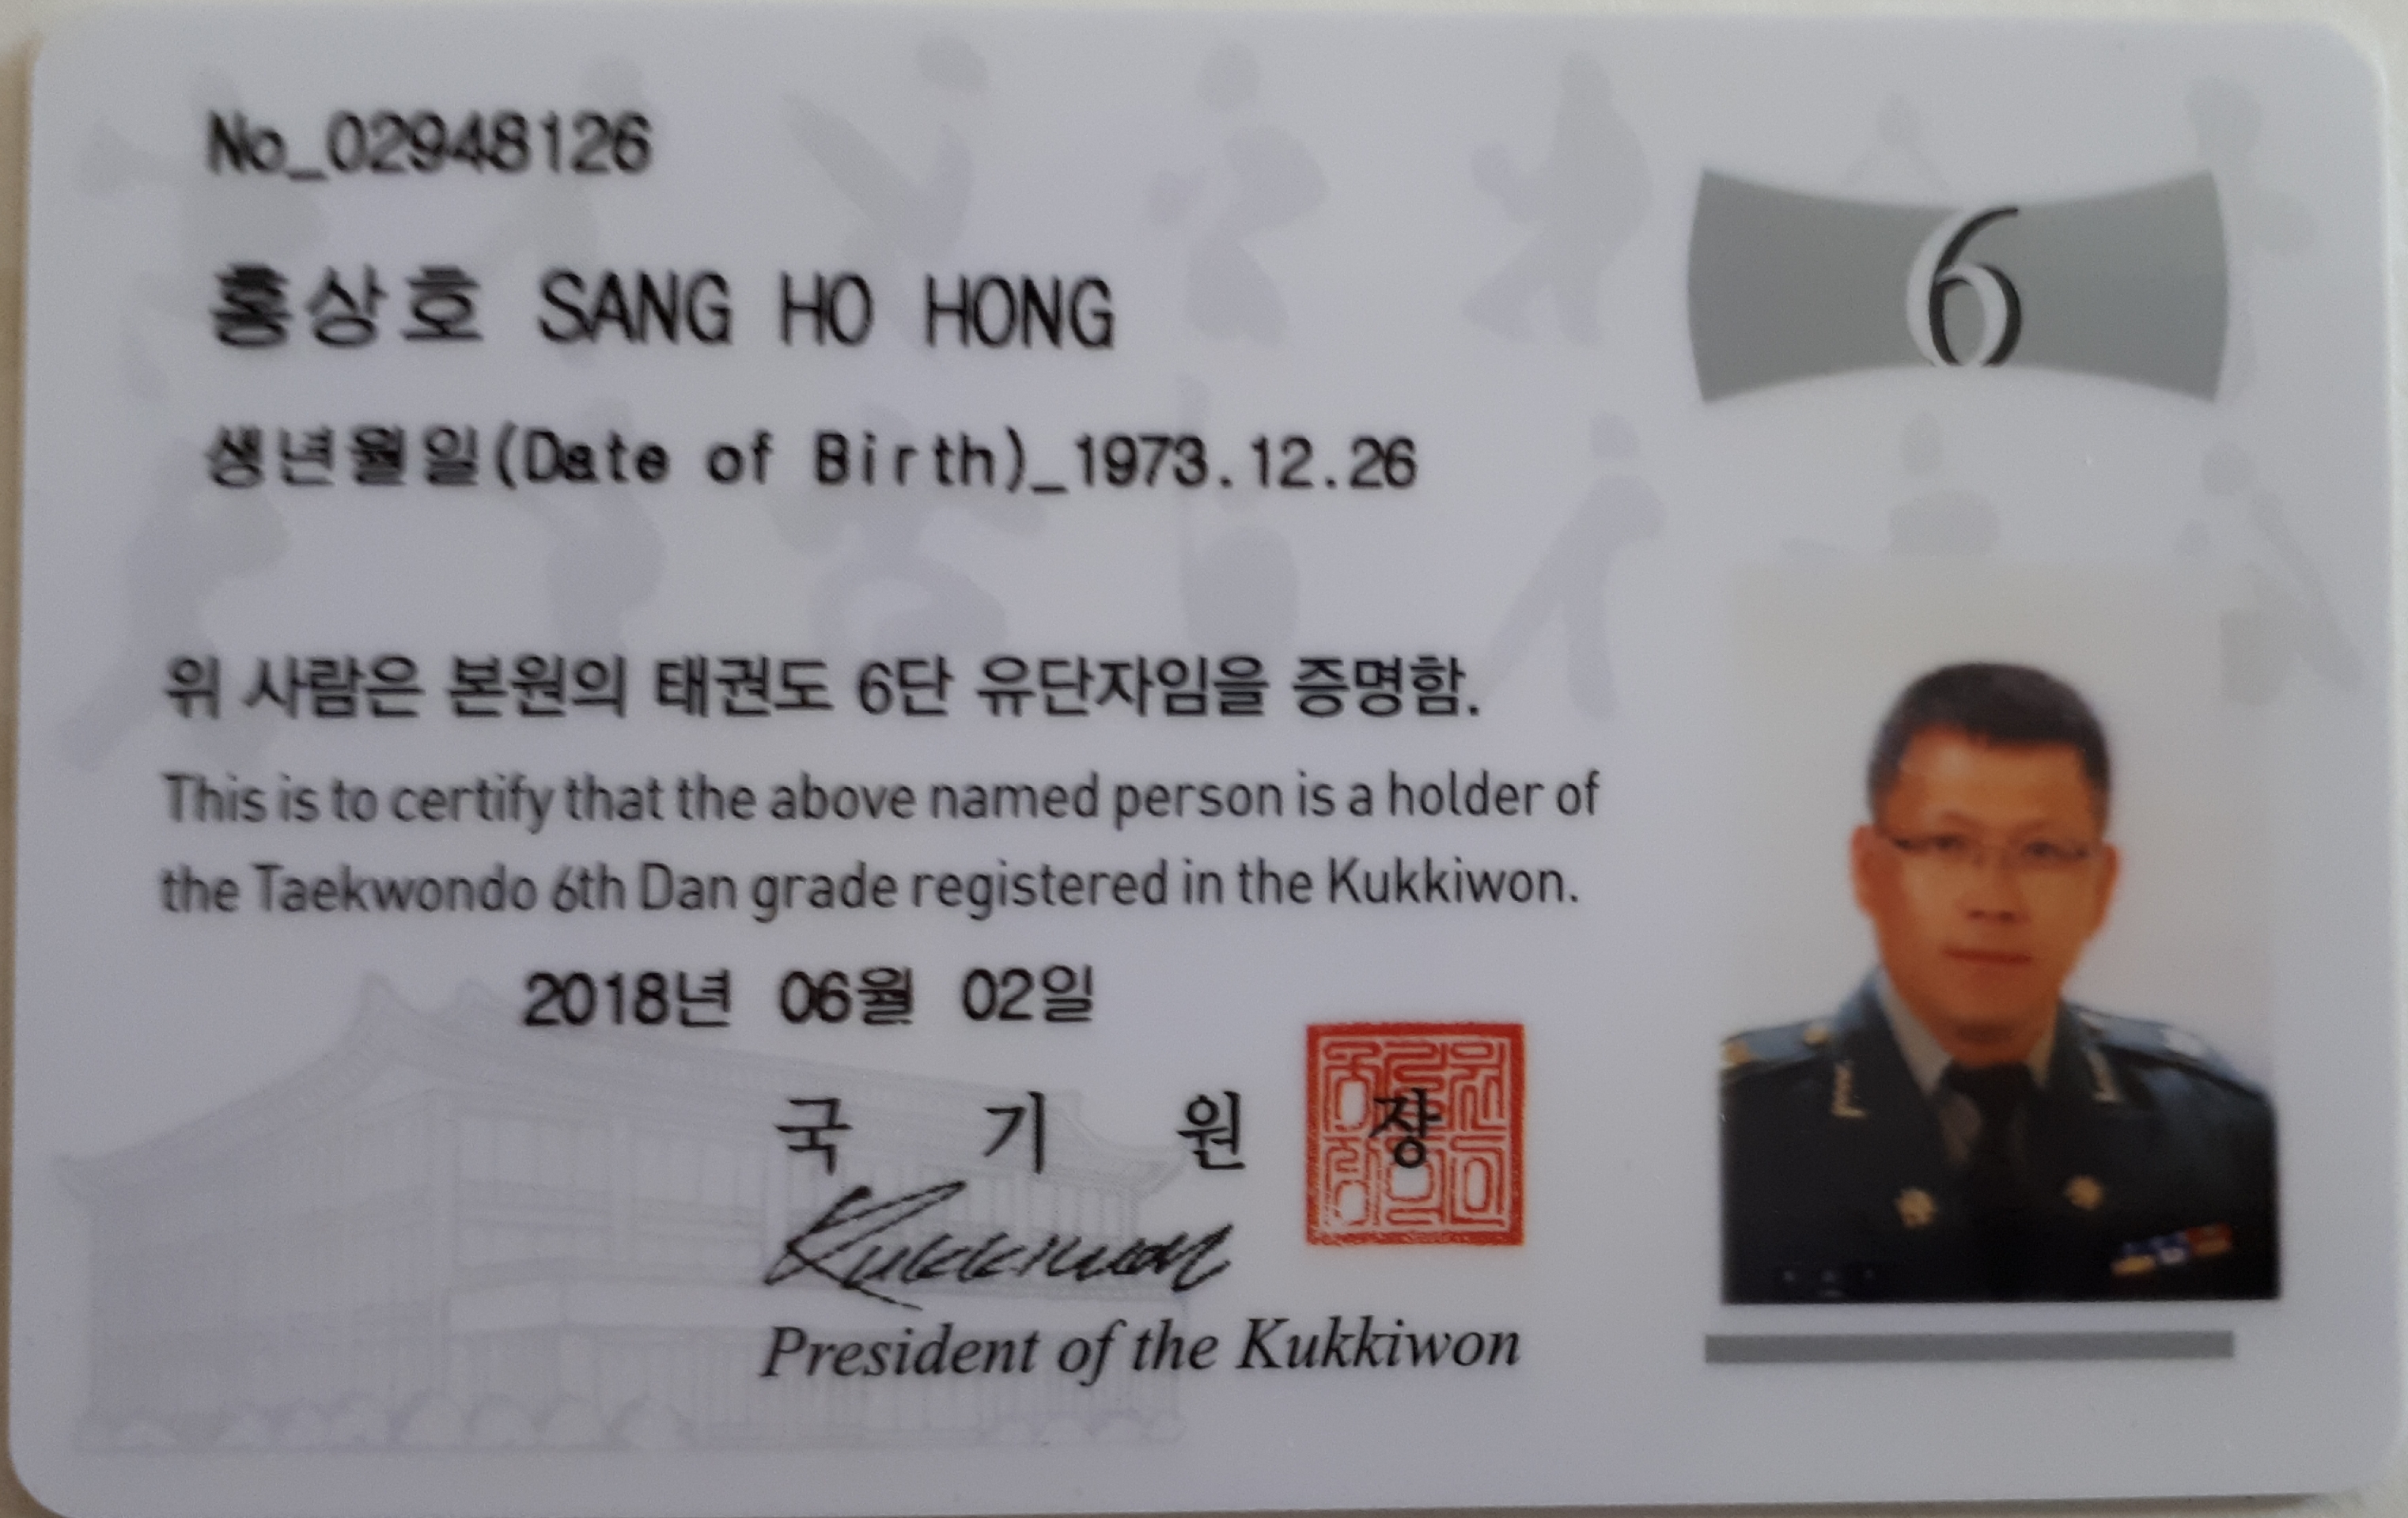 No_02948126
6
홍상호 SANG HO HONG
생년월일(Date of Birth)_1973.12.26
위 사람은 본원의 태권도 6단 유단자임을 증명함.
This is to certify that the above named person is a holder of
the Taekwondo 6th Dan grade registered in the Kukkiwon.
2018년 06월 02일
국 기 원 장
Kukkiwon
President of the Kukkiwon